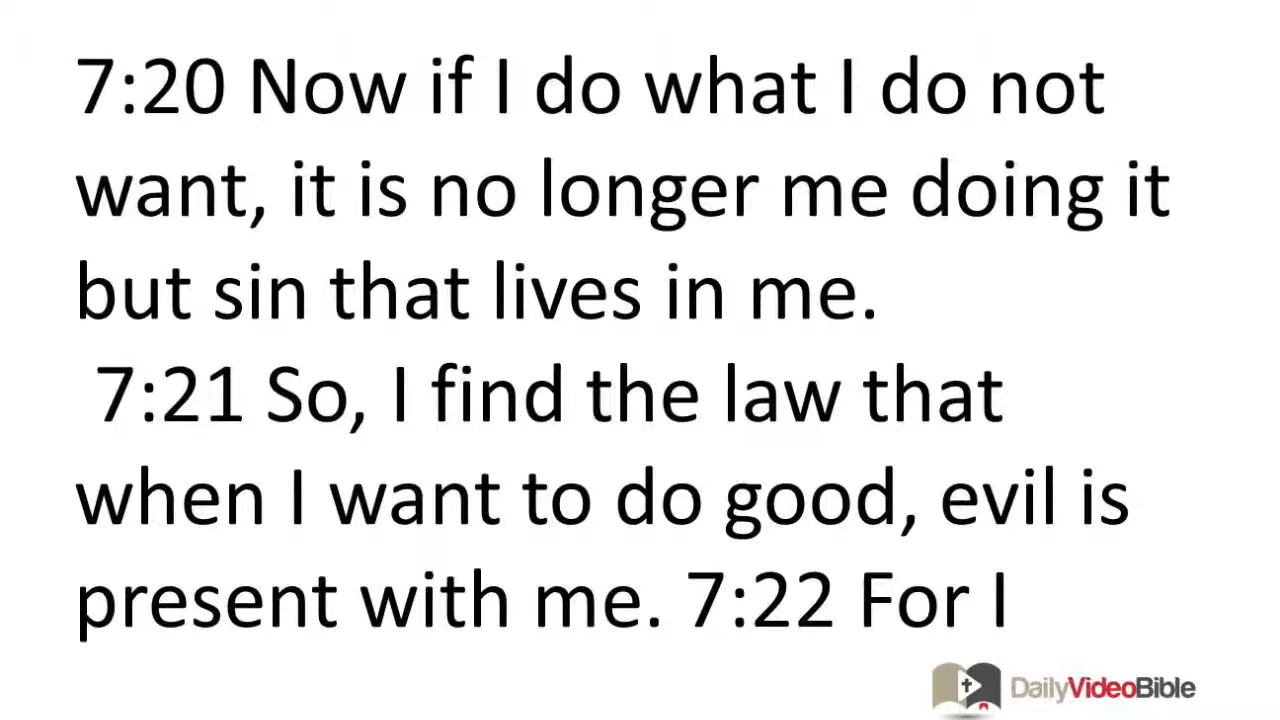 7:20 Now if I do what I do not
want, it is no longer me doing it
but sin that lives in me.
7:21 So, I find the law that
when I want to do good, evil is
present with me. 7:22 For I
DailyVideoBible